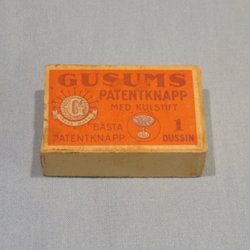 GUSUMS
PATENTKNAPP
MED KULSTIFT
BÄSTA
PATENTKNAPP
1
DUSSIN